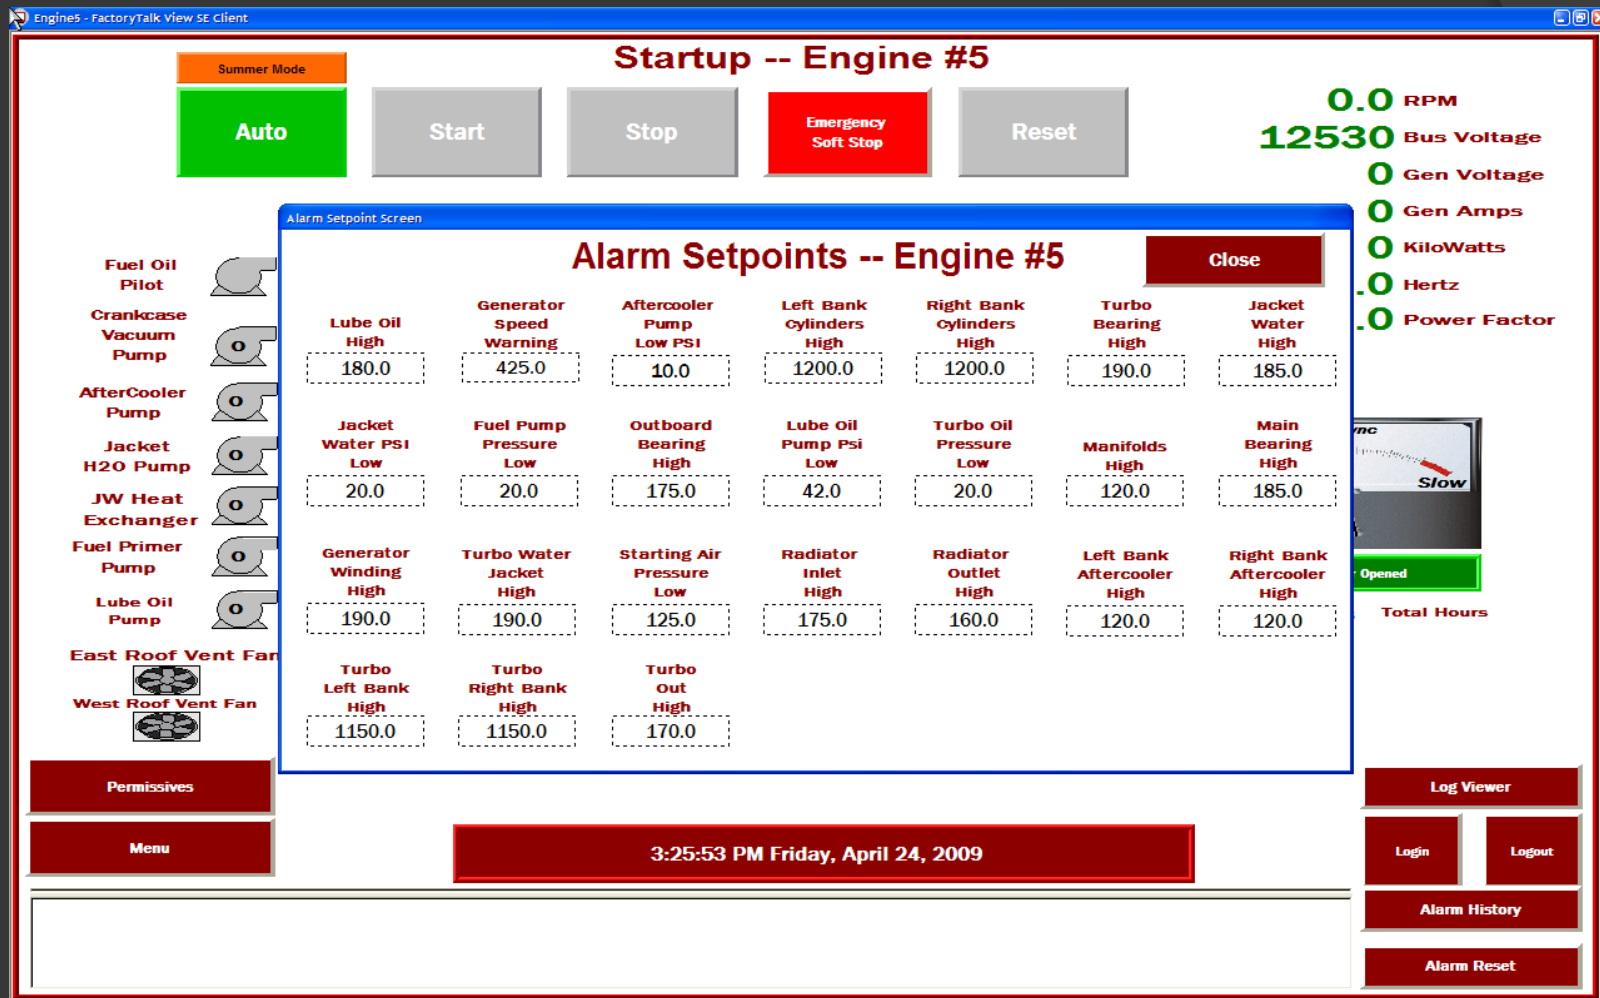 Engine5 - FactoryTalk View SE Client
Startup -- Engine #5
Summer Mode
Auto
Start
Stop
Emergency
Soft Stop
Reset
0.0 RPM
12530 Bus Voltage
0 Gen Voltage
0 Gen Amps
0 KiloWatts
.0 Hertz
.0 Power Factor
Fuel Oil
Pilot
Crankcase
Vacuum
Pump
0
AfterCooler
Pump
0
Jacket
H2O Pump
0
JW Heat
Exchanger
0
Fuel Primer
Pump
0
Lube Oil
Pump
0
East Roof Vent Fan
West Roof Vent Fan
Alarm Setpoint Screen
Alarm Setpoints -- Engine #5
Close
Lube Oil
High
180.0
Generator
Speed
Warning
425.0
Aftercooler
Pump
Low PSI
10.0
Left Bank
Cylinders
High
1200.0
Right Bank
Cylinders
High
1200.0
Turbo
Bearing
High
190.0
Jacket
Water
High
185.0
Jacket
Water PSI
Low
20.0
Fuel Pump
Pressure
Low
20.0
Outboard
Bearing
High
175.0
Lube Oil
Pump Psi
Low
42.0
Turbo Oil
Pressure
Low
20.0
Manifolds
High
120.0
Main
Bearing
High
185.0
Generator
Winding
High
190.0
Turbo Water
Jacket
High
190.0
Starting Air
Pressure
Low
125.0
Radiator
Inlet
High
175.0
Radiator
Outlet
High
160.0
Left Bank
Aftercooler
High
120.0
Right Bank
Aftercooler
High
120.0
Turbo
Left Bank
High
1150.0
Turbo
Right Bank
High
1150.0
Turbo
Out
High
170.0
Slow
Opened
Total Hours
Permissives
Menu
3:25:53 PM Friday, April 24, 2009
Log Viewer
Login
Logout
Alarm History
Alarm Reset